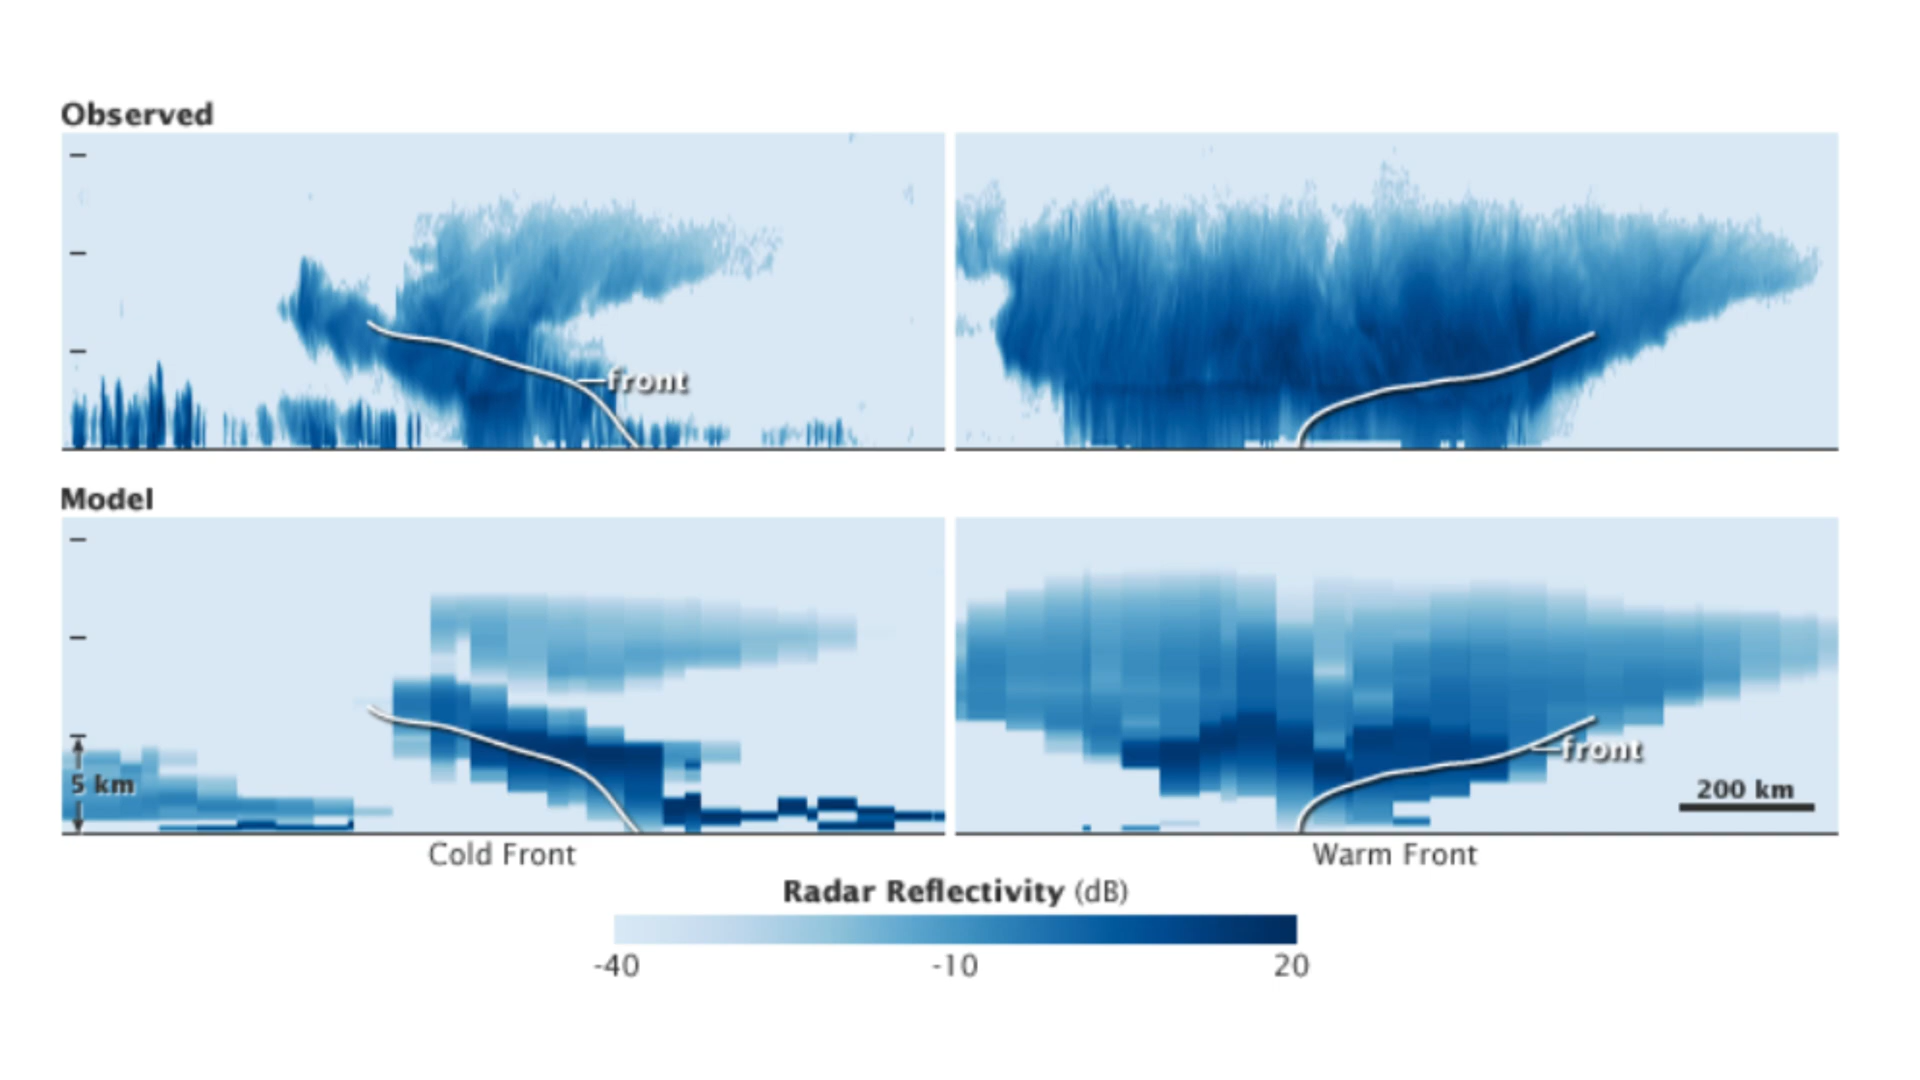 Observed
front
Model
5 km
front
200 km
Cold Front
Warm Front
Radar Reflectivity (dB)
-40
-10
20